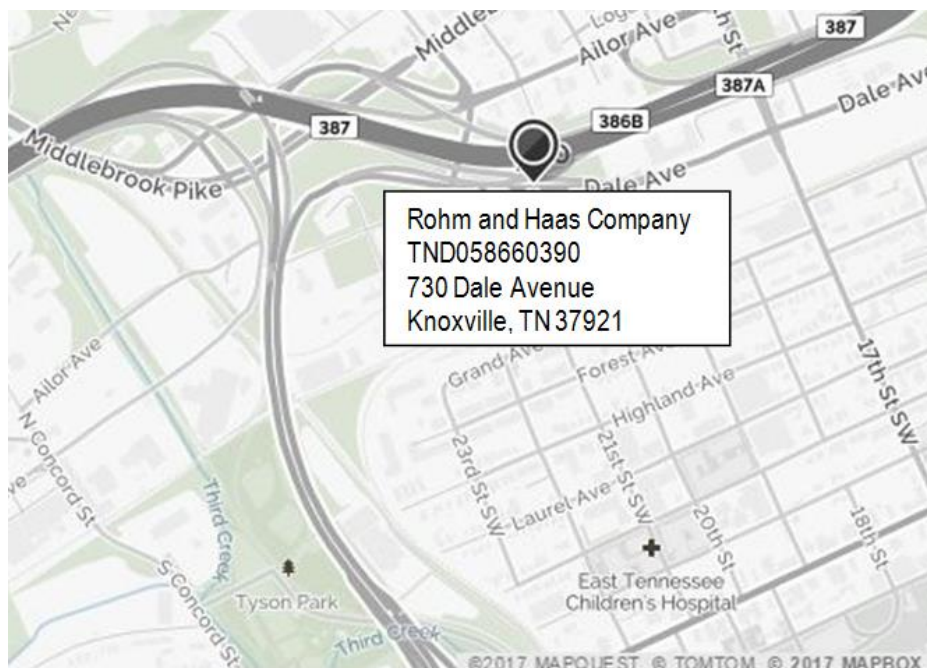 Middlebrook
Ailor Ave
387
387A
Dale Ave
386B
387
Middlebrook Pike
Dale Ave
Rohm and Haas Company
TND058660390
730 Dale Avenue
Knoxville, TN 37921
Ailor Ave
N Concord St
S Concord St
Third Creek
Tyson Park
Third Creek
Grand Ave
Forest Ave
Highland Ave
17th St SW
23rd St SW
21st St SW
Laurel Ave
20th St
18th St
East Tennessee
Children's Hospital
©2017 MAPQUEST © TOMTOM © 2017 MAPBOX